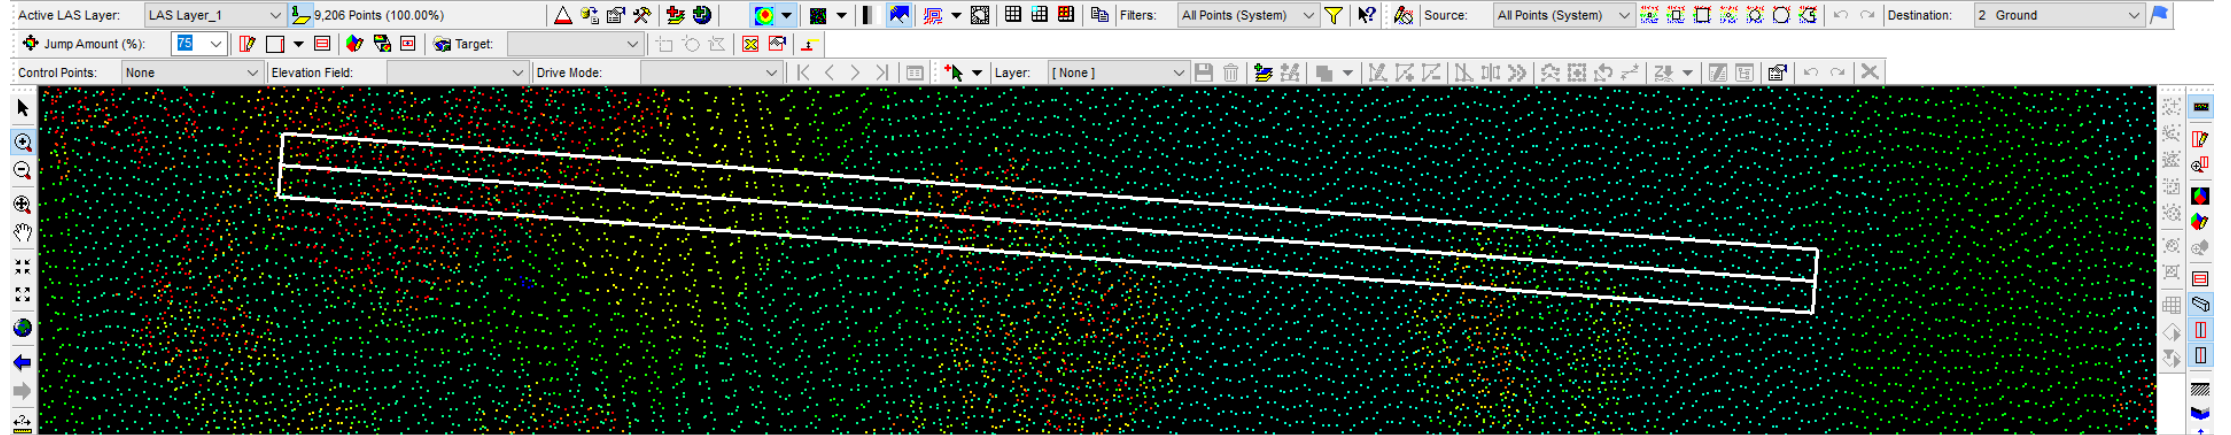 Active LAS Layer: LAS Layer_1 9,206 Points (100.00%) Filters: All Points (System) Source: All Points (System) Destination: 2 Ground
Jump Amount (%): 75 Target:
Control Points: None Elevation Field: Drive Mode: Layer: [ None ]